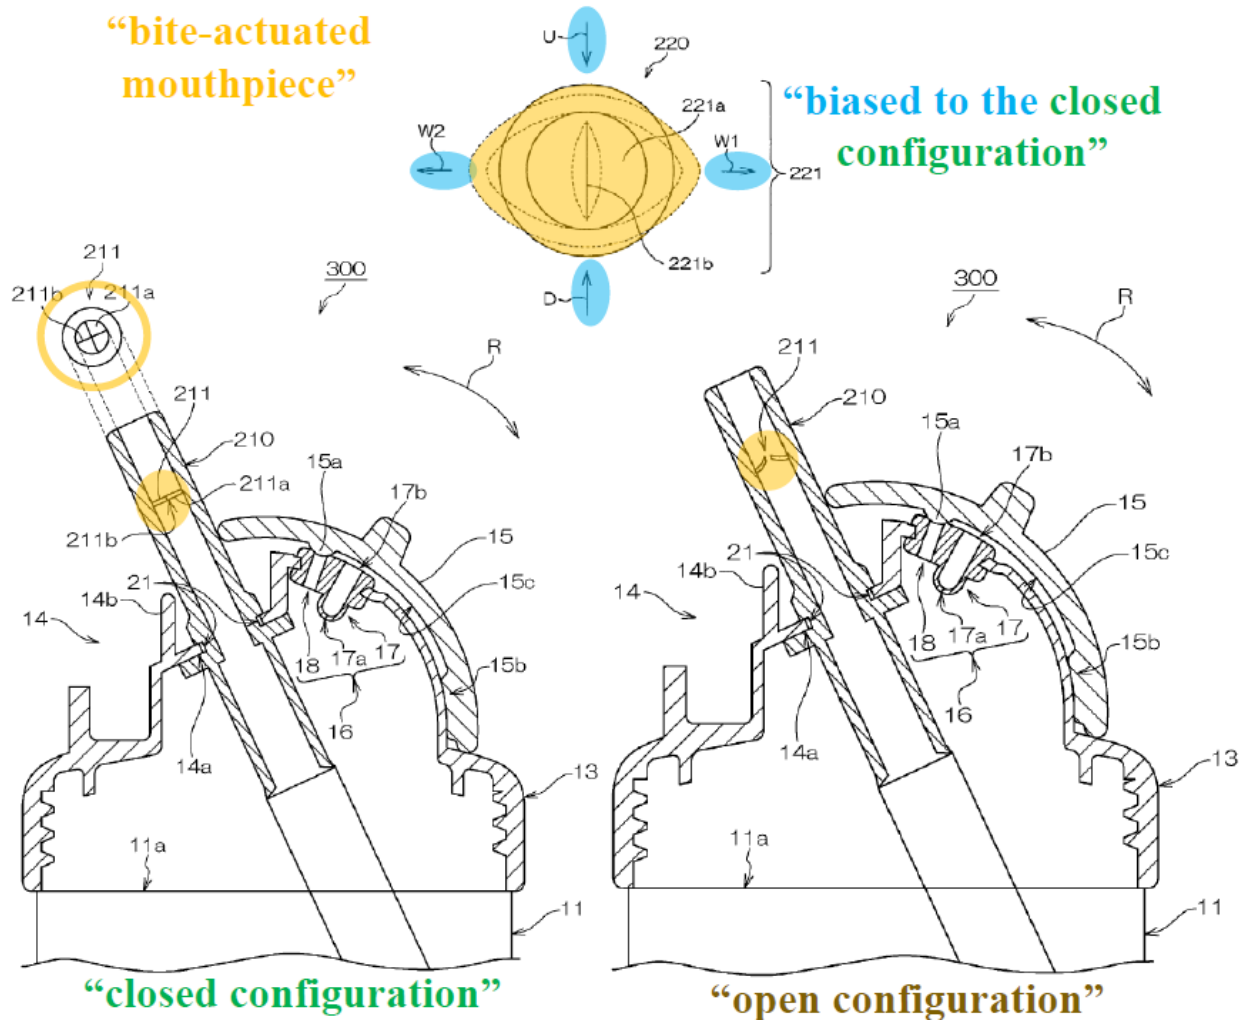 “bite-actuated
mouthpiece”
U
220
221a
“biased to the closed
configuration”
W2
W1
221
221b
D
211
211b
211a
300
R
300
R
211
210
15a
211a
17b
211b
15
21
15c
14b
14
18
17a
17
15b
16
14a
13
11a
11
211
210
15a
17b
15
21
15c
14b
14
18
17a
17
15b
16
14a
13
11a
11
“closed configuration”
“open configuration”